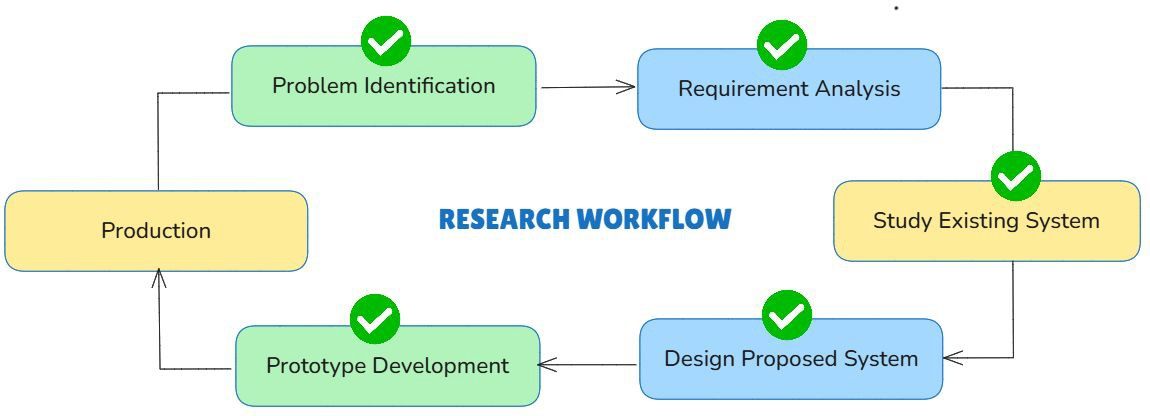 Problem Identification
Requirement Analysis
Study Existing System
Production
RESEARCH WORKFLOW
Design Proposed System
Prototype Development